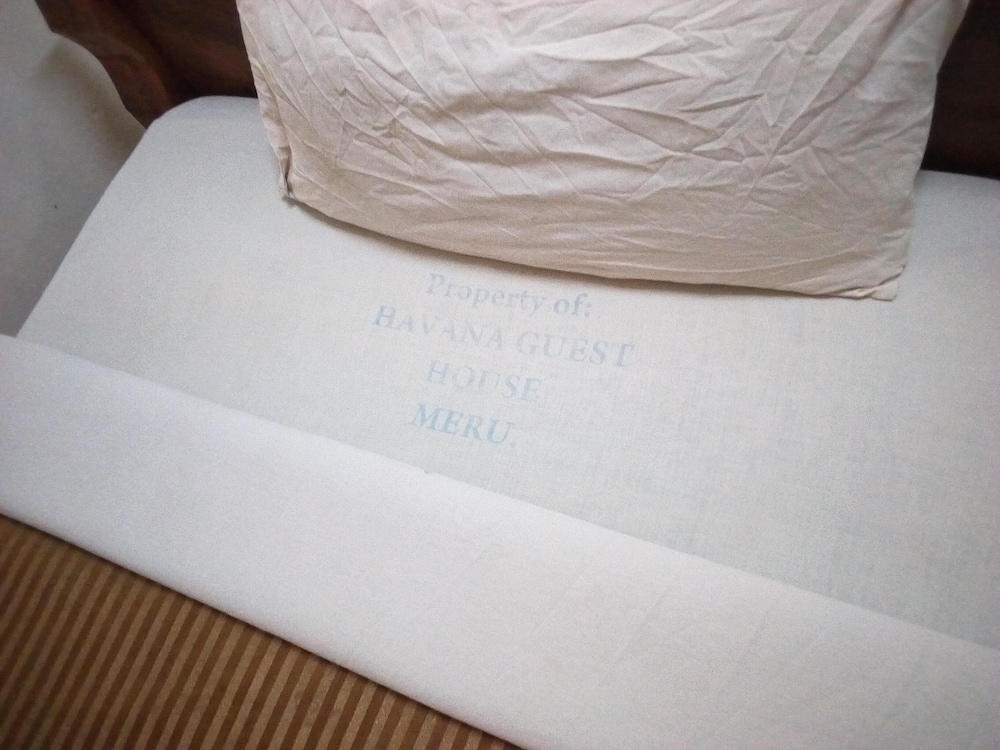 Property of:
HAVANA GUEST
HOUSE
MERU.